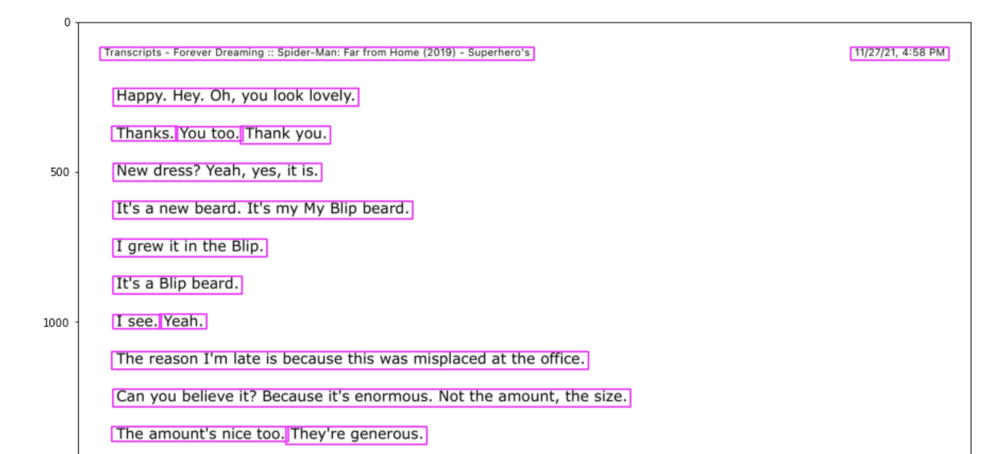 0
Transcripts - Forever Dreaming :: Spider-Man: Far from Home (2019) - Superhero's 11/27/21, 4:58 PM
Happy. Hey. Oh, you look lovely.
Thanks. You too. Thank you.
500
New dress? Yeah, yes, it is.
It's a new beard. It's my My Blip beard.
I grew it in the Blip.
It's a Blip beard.
1000
I see. Yeah.
The reason I'm late is because this was misplaced at the office.
Can you believe it? Because it's enormous. Not the amount, the size.
The amount's nice too. They're generous.